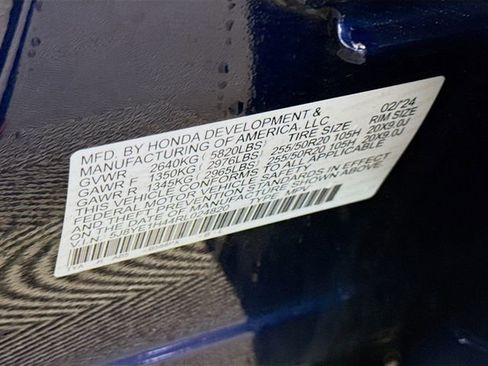 MFD. BY HONDA DEVELOPMENT & 02/'24
MANUFACTURING OF AMERICA, LLC
TIRE SIZE RIM SIZE
GVWR 2640KG ( 5820LBS)
GAWR F 1350KG ( 2976LBS) 255/50R20 105H 20X9.0J
GAWR R 1345KG ( 2965LBS) 255/50R20 105H 20X9.0J
THIS VEHICLE CONFORMS TO ALL APPLICABLE
FEDERAL MOTOR VEHICLE SAFETY
STANDARDS IN EFFECT
ON THE DATE OF MANUFACTURE SHOWN ABOVE.
TYPE: MPV